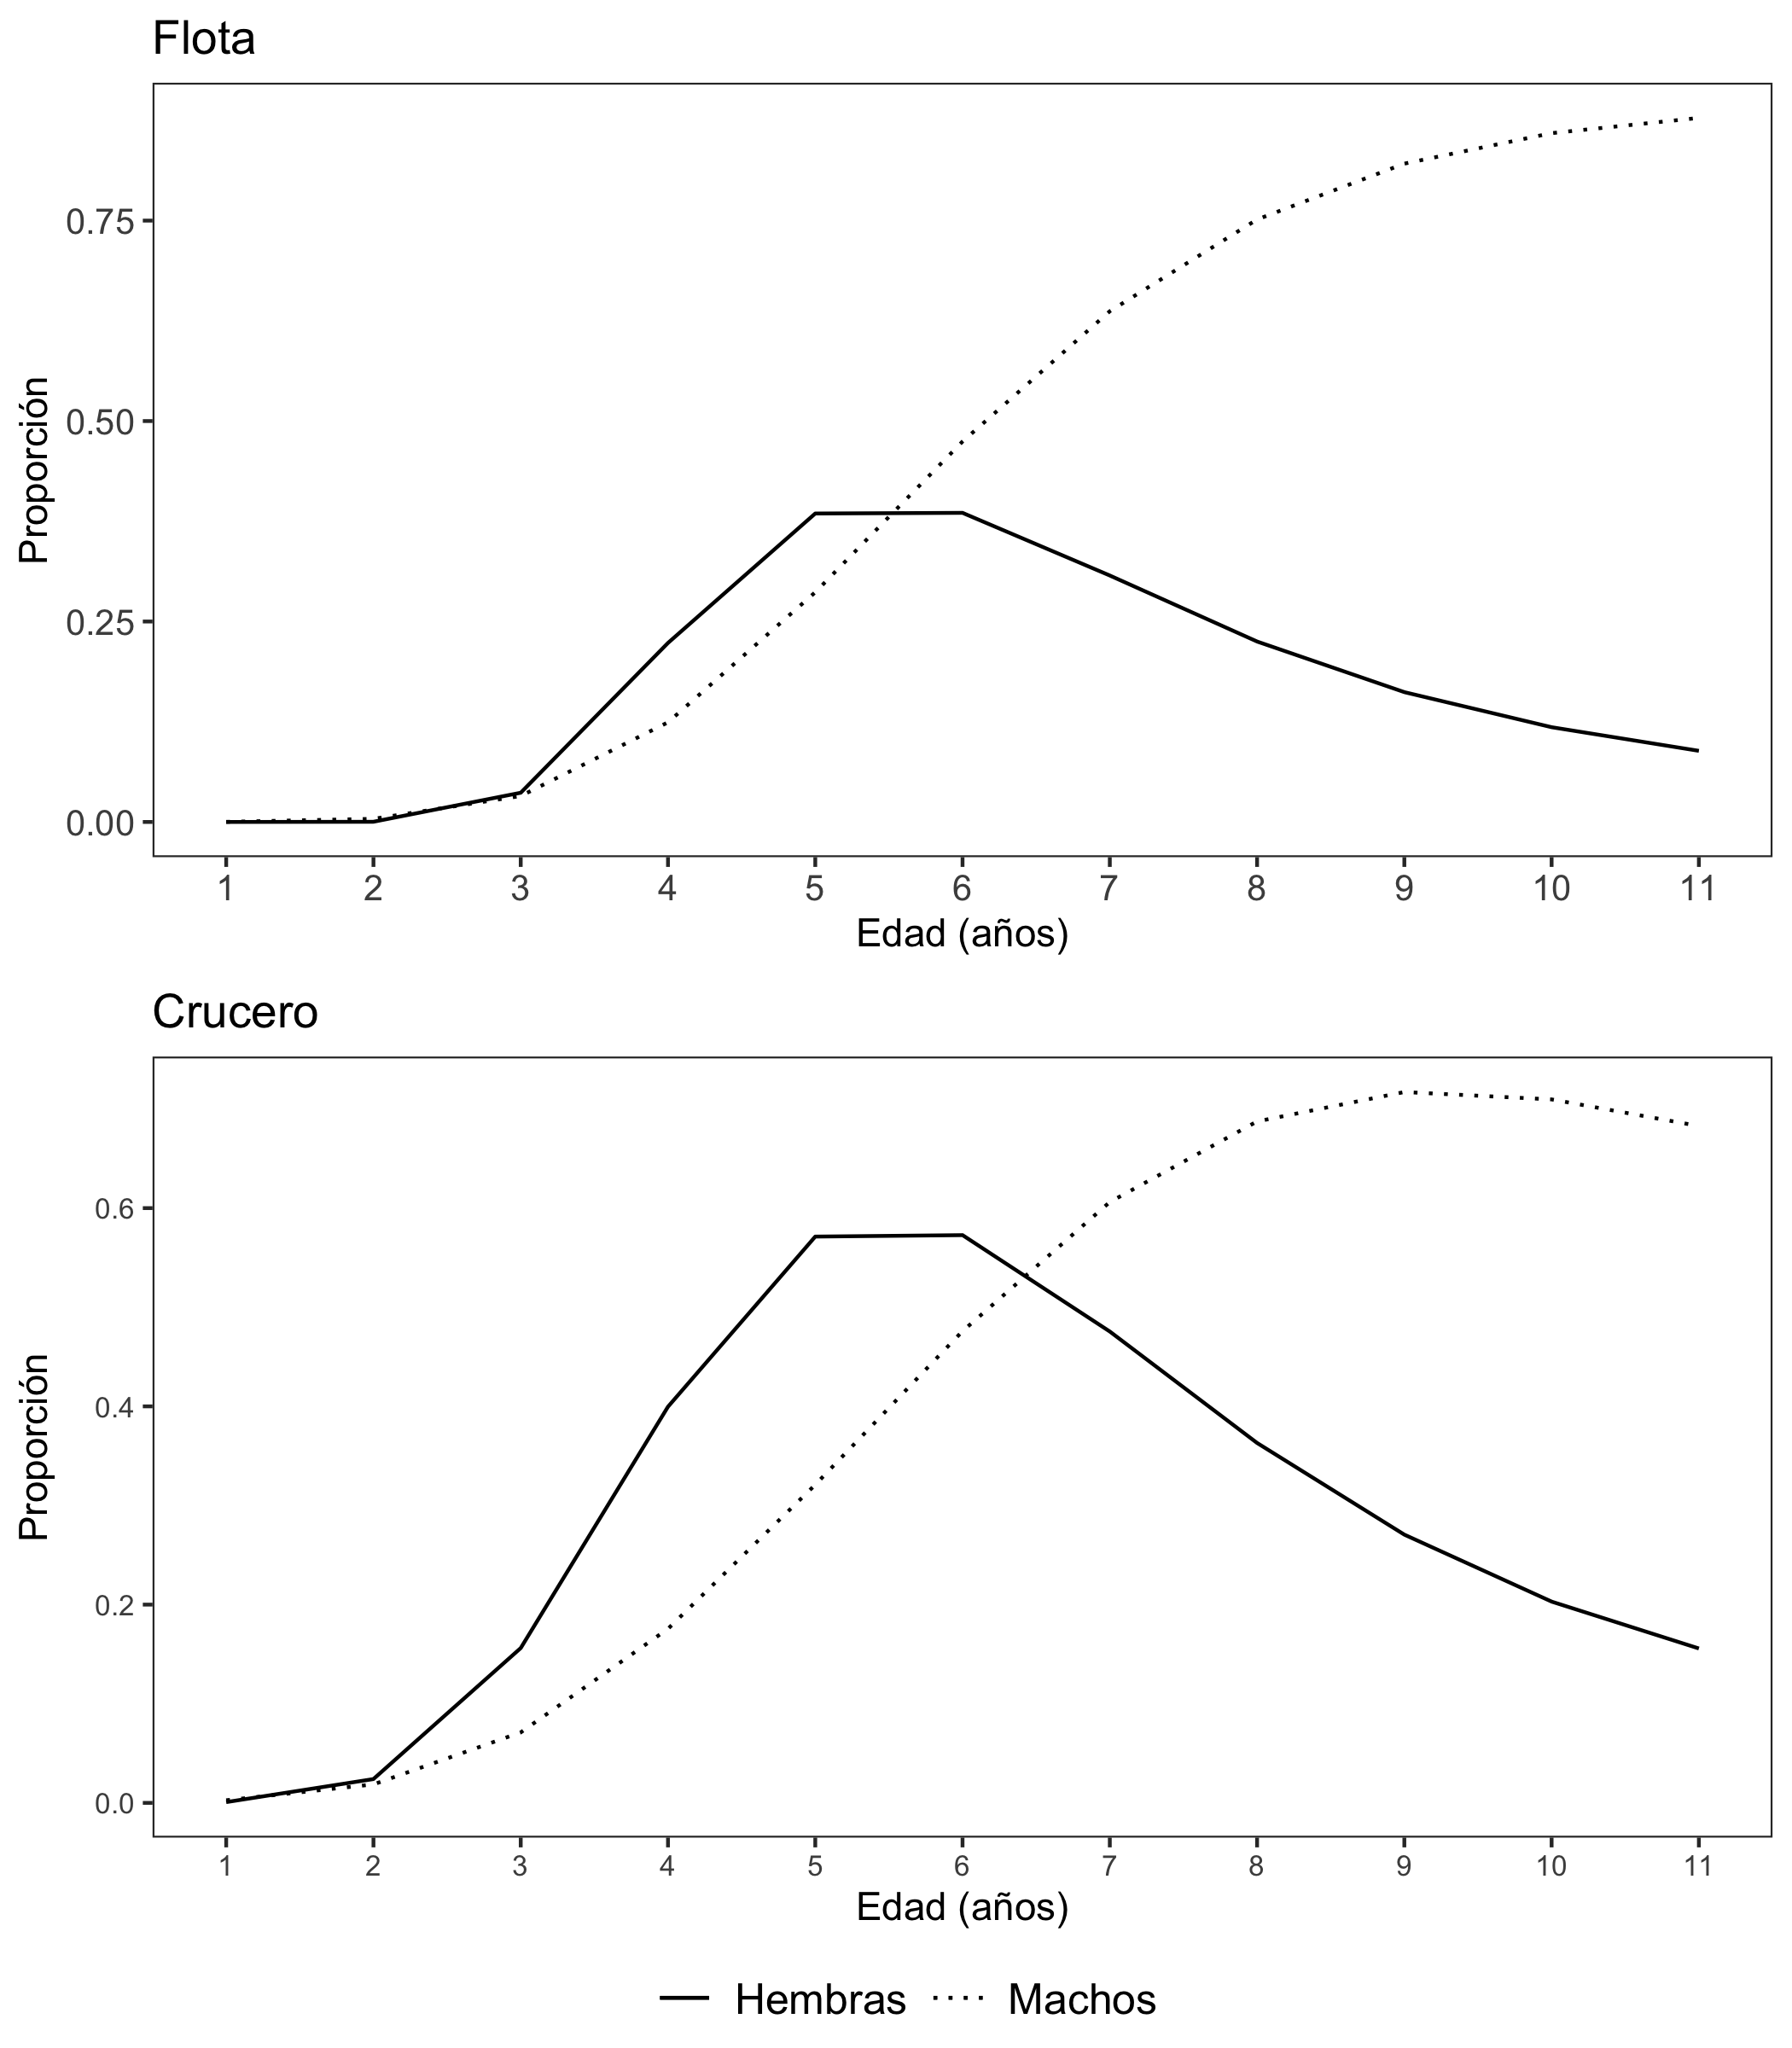 Flota
Proporción
0.75
0.50
0.25
0.00
1 2 3 4 5 6 7 8 9 10 11
Edad (años)
Crucero
Proporción
0.6
0.4
0.2
0.0
1 2 3 4 5 6 7 8 9 10 11
Edad (años)
Hembras Machos